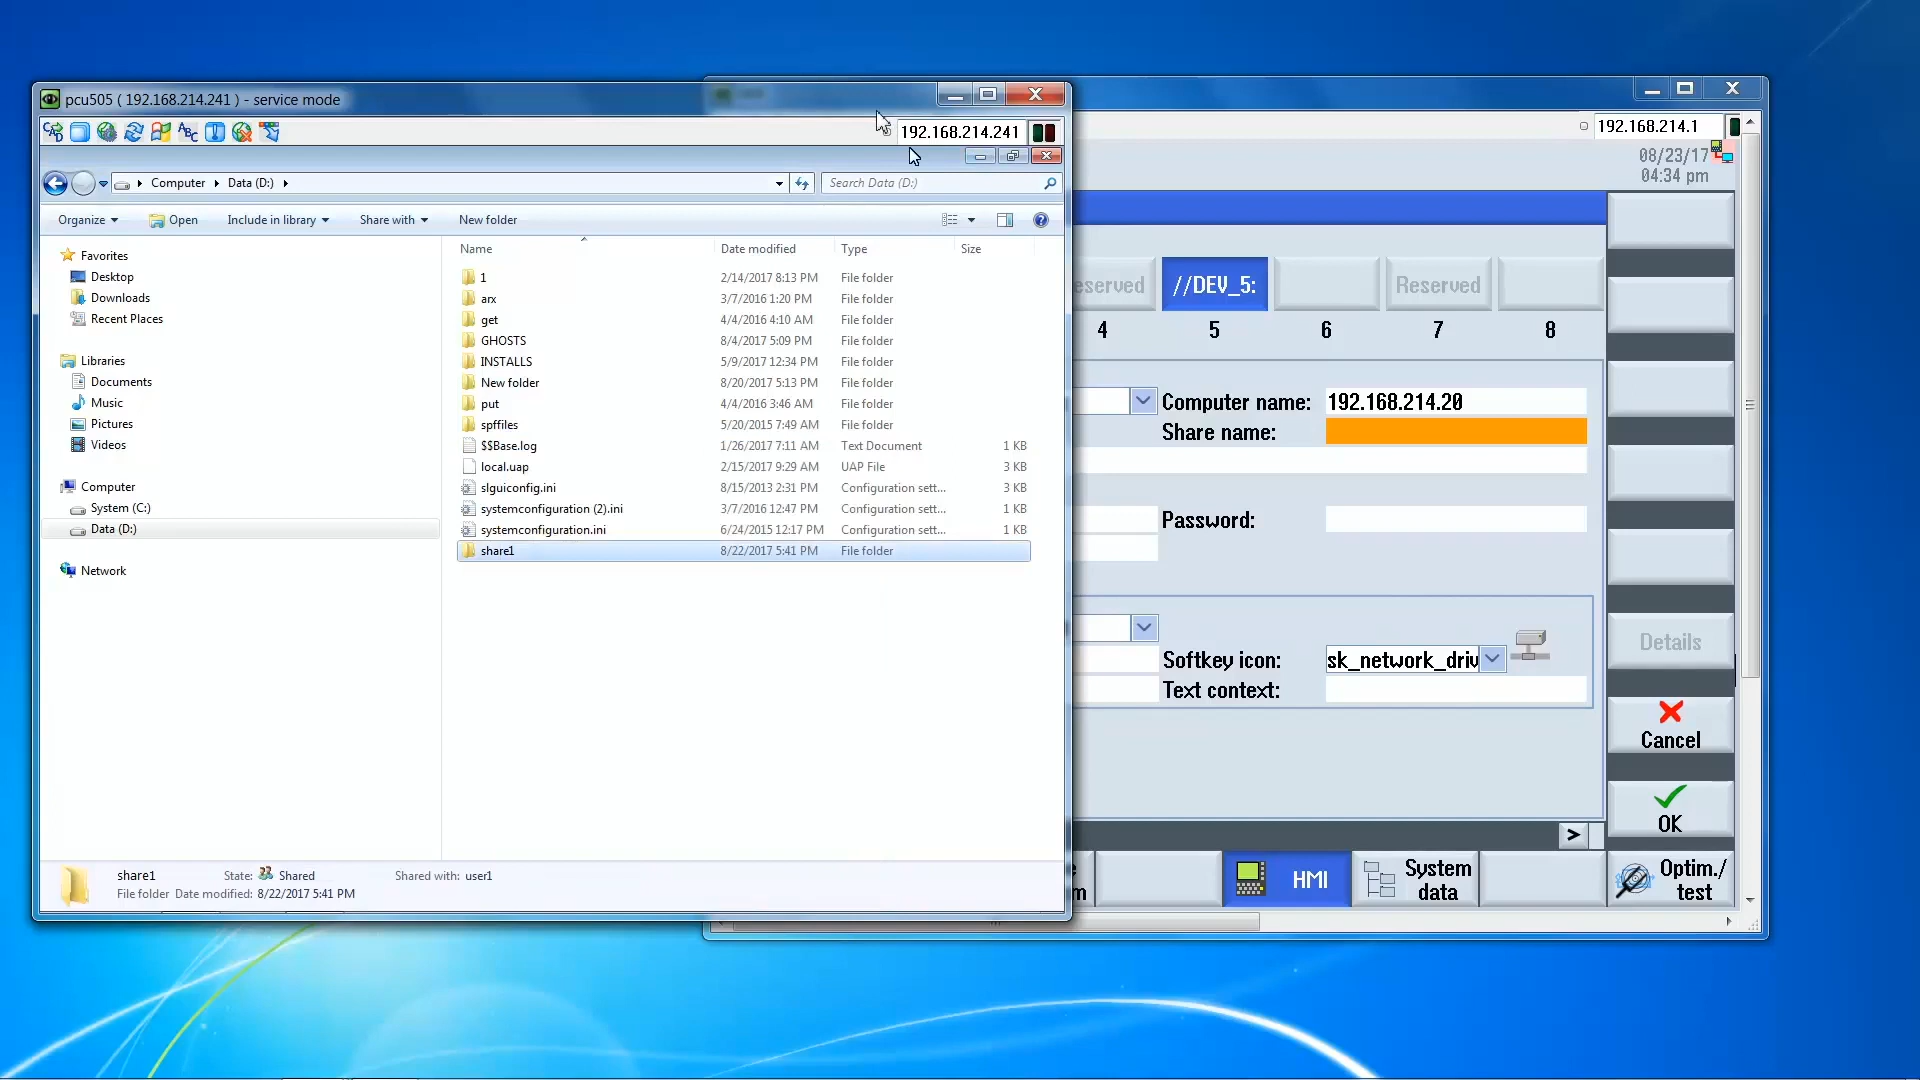 pcu505 ( 192.168.214.241 ) - service mode
192.168.214.241
Computer Data (D:)
Search Data (D:)
Organize Open Include in library Share with New folder
Favorites
Desktop
Downloads
Recent Places
Libraries
Documents
Music
Pictures
Videos
Computer
System (C:)
Data (D:)
Network
Name Date modified Type Size
1 2/14/2017 8:13 PM File folder
arx 3/7/2016 1:20 PM File folder
get 4/4/2016 4:10 AM File folder
GHOSTS 8/4/2017 5:09 PM File folder
INSTALLS 5/9/2017 12:34 PM File folder
New folder 8/20/2017 5:13 PM File folder
put 4/4/2016 3:46 AM File folder
spffiles 5/20/2015 7:49 AM File folder
$$Base.log 1/26/2017 7:11 AM Text Document 1 KB
local.uap 2/15/2017 9:29 AM UAP File 3 KB
slguiconfig.ini 8/15/2013 2:31 PM Configuration sett... 3 KB
systemconfiguration (2).ini 3/7/2016 12:47 PM Configuration sett... 1 KB
systemconfiguration.ini 6/24/2015 12:17 PM Configuration sett... 1 KB
share1 8/22/2017 5:41 PM File folder
share1 State: Shared Shared with: user1
File folder Date modified: 8/22/2017 5:41 PM
192.168.214.1
08/23/17
04:34 pm
eserved //DEV_5: Reserved
4 5 6 7 8
Computer name: 192.168.214.20
Share name:
Password:
Softkey icon: sk_network_driv
Text context:
Details
Cancel
OK
>
HMI
System
data
Optim./
test